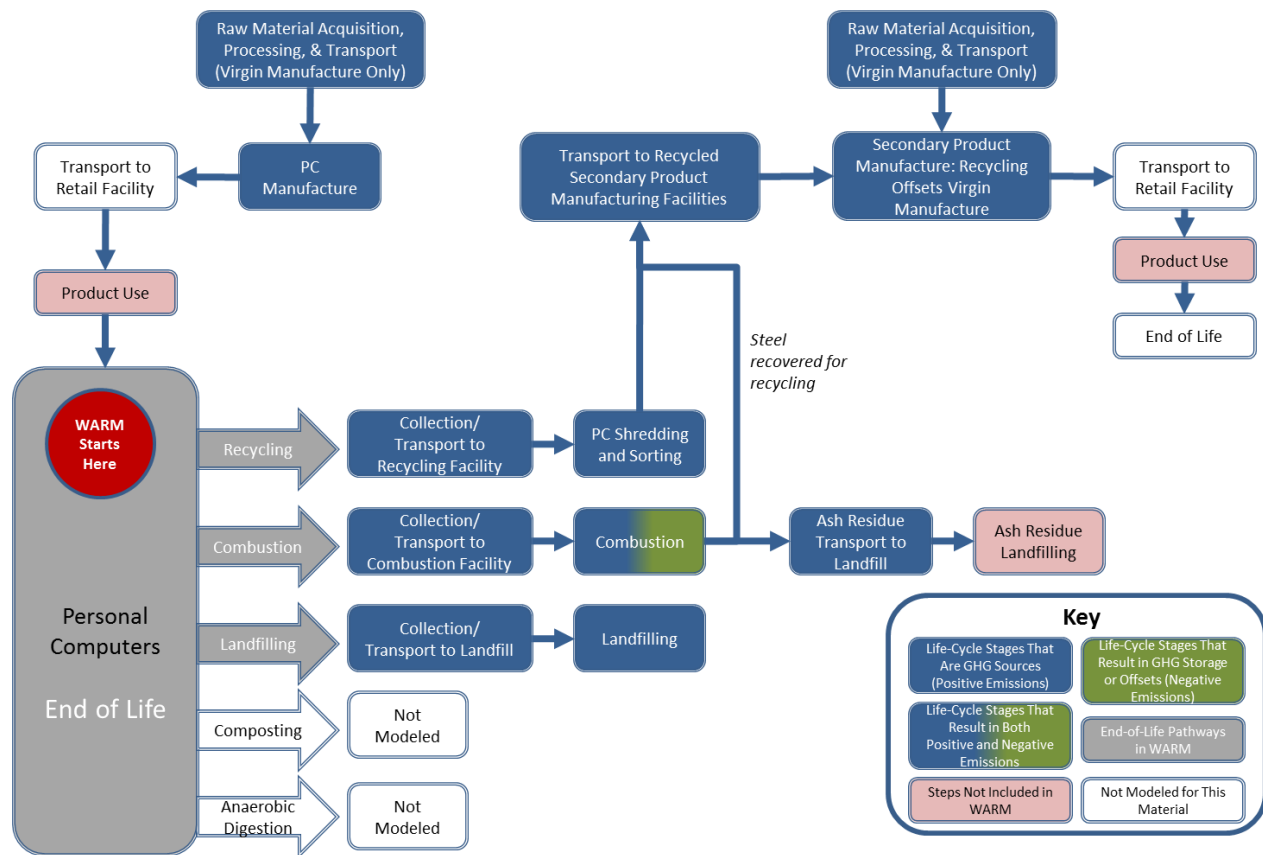 Raw Material Acquisition,
Processing, & Transport
(Virgin Manufacture Only)
Raw Material Acquisition,
Processing, & Transport
(Virgin Manufacture Only)
Transport to
Retail Facility
PC
Manufacture
Transport to Recycled
Secondary Product
Manufacturing Facilities
Secondary Product
Manufacture: Recycling
Offsets Virgin
Manufacture
Transport to
Retail Facility
Product Use
Product Use
End of Life
Steel
recovered for
recycling
WARM
Starts
Here
Personal
Computers
End of Life
Recycling
Collection/
Transport to
Recycling Facility
PC Shredding
and Sorting
Combustion
Collection/
Transport to
Combustion Facility
Combustion
Ash Residue
Transport to
Landfill
Ash Residue
Landfilling
Landfilling
Collection/
Transport to Landfill
Landfilling
Composting
Not
Modeled
Anaerobic
Digestion
Not
Modeled
Key
Life-Cycle Stages That
Are GHG Sources
(Positive Emissions)
Life-Cycle Stages That
Result in GHG Storage
or Offsets (Negative
Emissions)
Life-Cycle Stages That
Result in Both
Positive and Negative
Emissions
End-of-Life Pathways
in WARM
Steps Not Included in
WARM
Not Modeled for This
Material